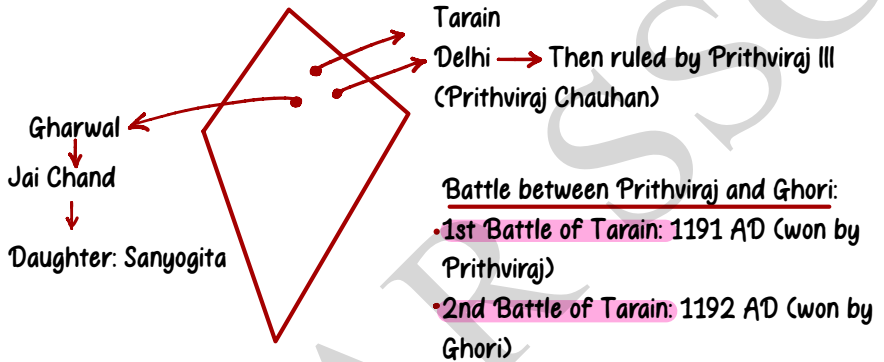 Tarain
Delhi → Then ruled by Prithviraj III
(Prithviraj Chauhan)
Gharwal
Jai Chand
Daughter: Sanyogita
Battle between Prithviraj and Ghori:
•1st Battle of Tarain: 1191 AD (won by
Prithviraj)
•2nd Battle of Tarain: 1192 AD (won by
Ghori)